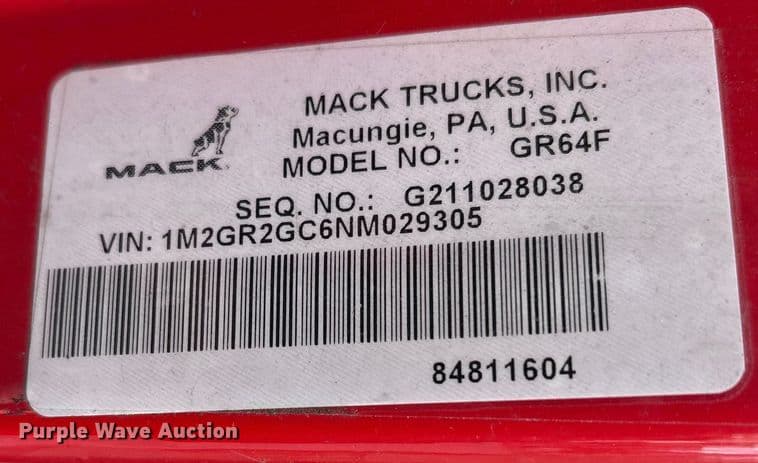 MACK
MACK TRUCKS, INC.
Macungie, PA, U.S.A.
MODEL NO.: GR64F
SEQ. NO.: G211028038
VIN: 1M2GR2GC6NM029305
84811604
Purple Wave Auction